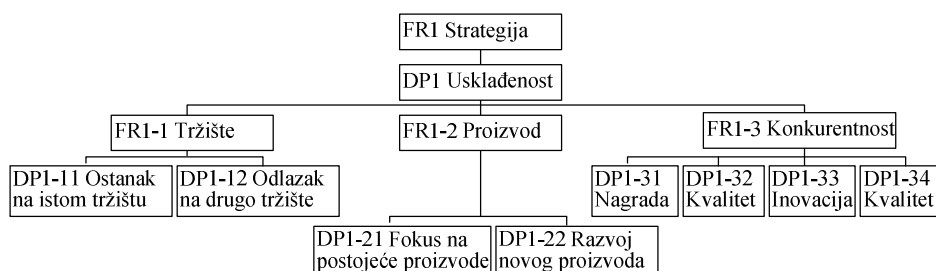 FR1 Strategija
DP1 Usklađenost
FR1-1 Tržište
FR1-2 Proizvod
FR1-3 Konkurentnost
DP1-11 Ostanak
na istom tržištu
DP1-12 Odlazak
na drugo tržište
DP1-31
Nagrada
DP1-32
Kvalitet
DP1-33
Inovacija
DP1-34
Kvalitet
DP1-21 Fokus na
postojeće proizvode
DP1-22 Razvoj
novog proizvoda